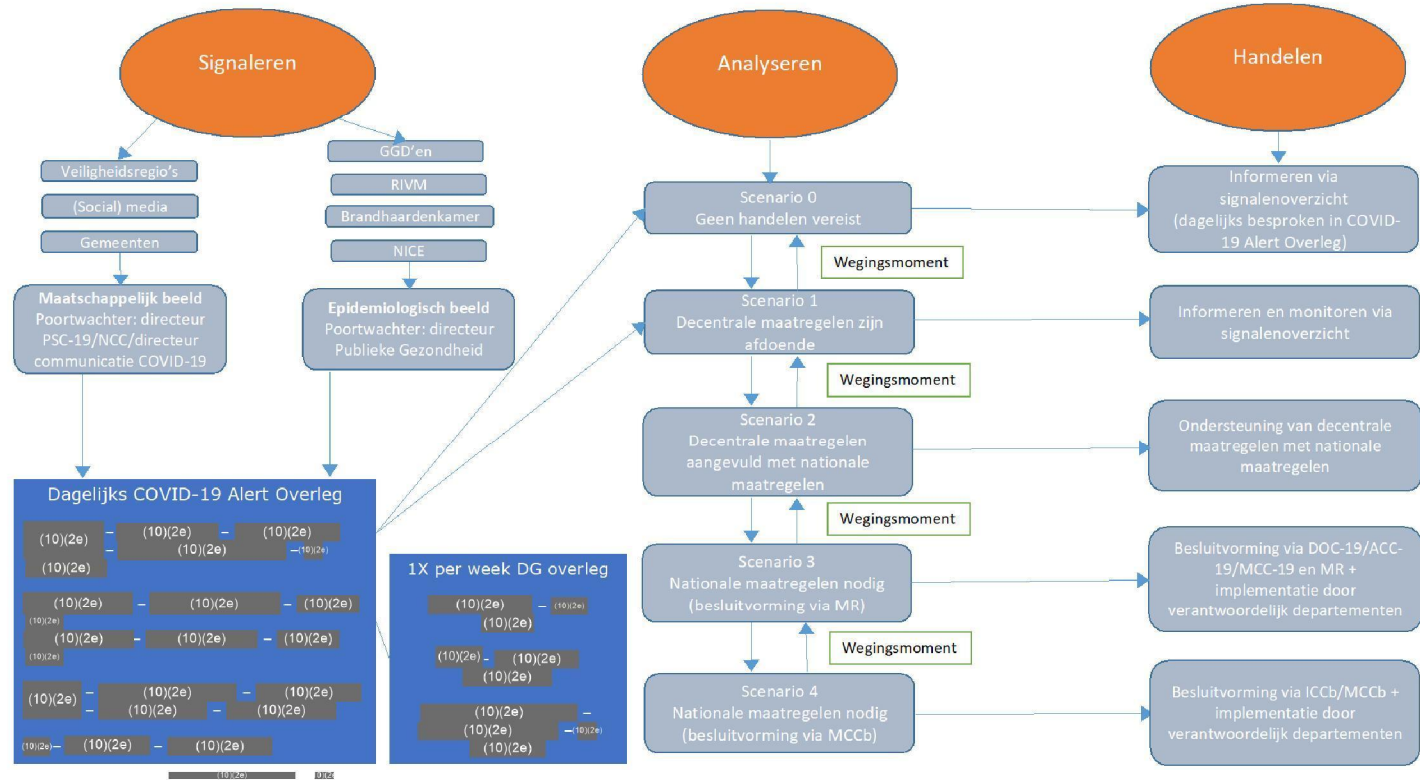 Signaleren
Veiligheidsregio's
(Social) media
Gemeenten
Maatschappelijk beeld
Poortwachter: directeur
PSC-19/NCC/directeur
communicatie COVID-19
GGD'en
RIVM
Brandhaardenkamer
NICE
Epidemiologisch beeld
Poortwachter: directeur
Publieke Gezondheid
Dagelijks COVID-19 Alert Overleg
(10)(2e) – (10)(2e) – (10)(2e)
– (10)(2e) – (10)(2e)
(10)(2e)
(10)(2e) – (10)(2e) – (10)(2e)
(10)(2e)
(10)(2e) – (10)(2e) – (10)(2e)
(10)(2e)
(10)(2e) – (10)(2e) – (10)(2e)
– (10)(2e) – (10)(2e)
(10)(2e) – (10)(2e) – (10)(2e)
(10)(2e)
1X per week DG overleg
(10)(2e) – (10)(2e)
(10)(2e)
(10)(2e) - (10)(2e)
(10)(2e)
(10)(2e) –
(10)(2e) – (10)(2e)
(10)(2e)
Analyseren
Scenario 0
Geen handelen vereist
Wegingsmoment
Scenario 1
Decentrale maatregelen zijn
afdoende
Wegingsmoment
Scenario 2
Decentrale maatregelen
aangevuld met nationale
maatregelen
Wegingsmoment
Scenario 3
Nationale maatregelen nodig
(besluitvorming via MR)
Wegingsmoment
Scenario 4
Nationale maatregelen nodig
(besluitvorming via MCCb)
Handelen
Informeren via
signalenoverzicht
(dagelijks besproken in COVID-
19 Alert Overleg)
Informeren en monitoren via
signalenoverzicht
Ondersteuning van decentrale
maatregelen met nationale
maatregelen
Besluitvorming via DOC-19/ACC-
19/MCC-19 en MR +
implementatie door
verantwoordelijk departementen
Besluitvorming via ICCb/MCCb +
implementatie door
verantwoordelijk departementen